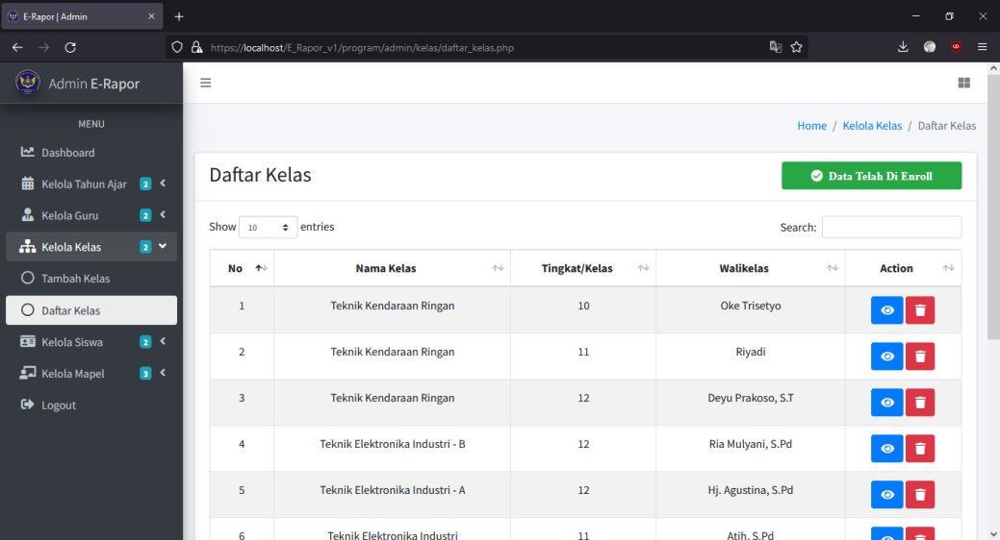 E-Rapor | Admin
https://localhost/E_Rapor_v1/program/admin/kelas/daftar_kelas.php
Admin E-Rapor
MENU
Dashboard
Kelola Tahun Ajar 2
Kelola Guru 2
Kelola Kelas 2
Tambah Kelas
Daftar Kelas
Kelola Siswa 2
Kelola Mapel 3
Logout
Home / Kelola Kelas / Daftar Kelas
Daftar Kelas
Data Telah Di Enroll
Show 10 entries
Search:
No Nama Kelas Tingkat/Kelas Walikelas Action
1 Teknik Kendaraan Ringan 10 Oke Trisetyo
2 Teknik Kendaraan Ringan 11 Riyadi
3 Teknik Kendaraan Ringan 12 Deyu Prakoso, S.T
4 Teknik Elektronika Industri - B 12 Ria Mulyani, S.Pd
5 Teknik Elektronika Industri - A 12 Hj. Agustina, S.Pd
6 Teknik Elektronika Industri 11 Atih, S.Pd